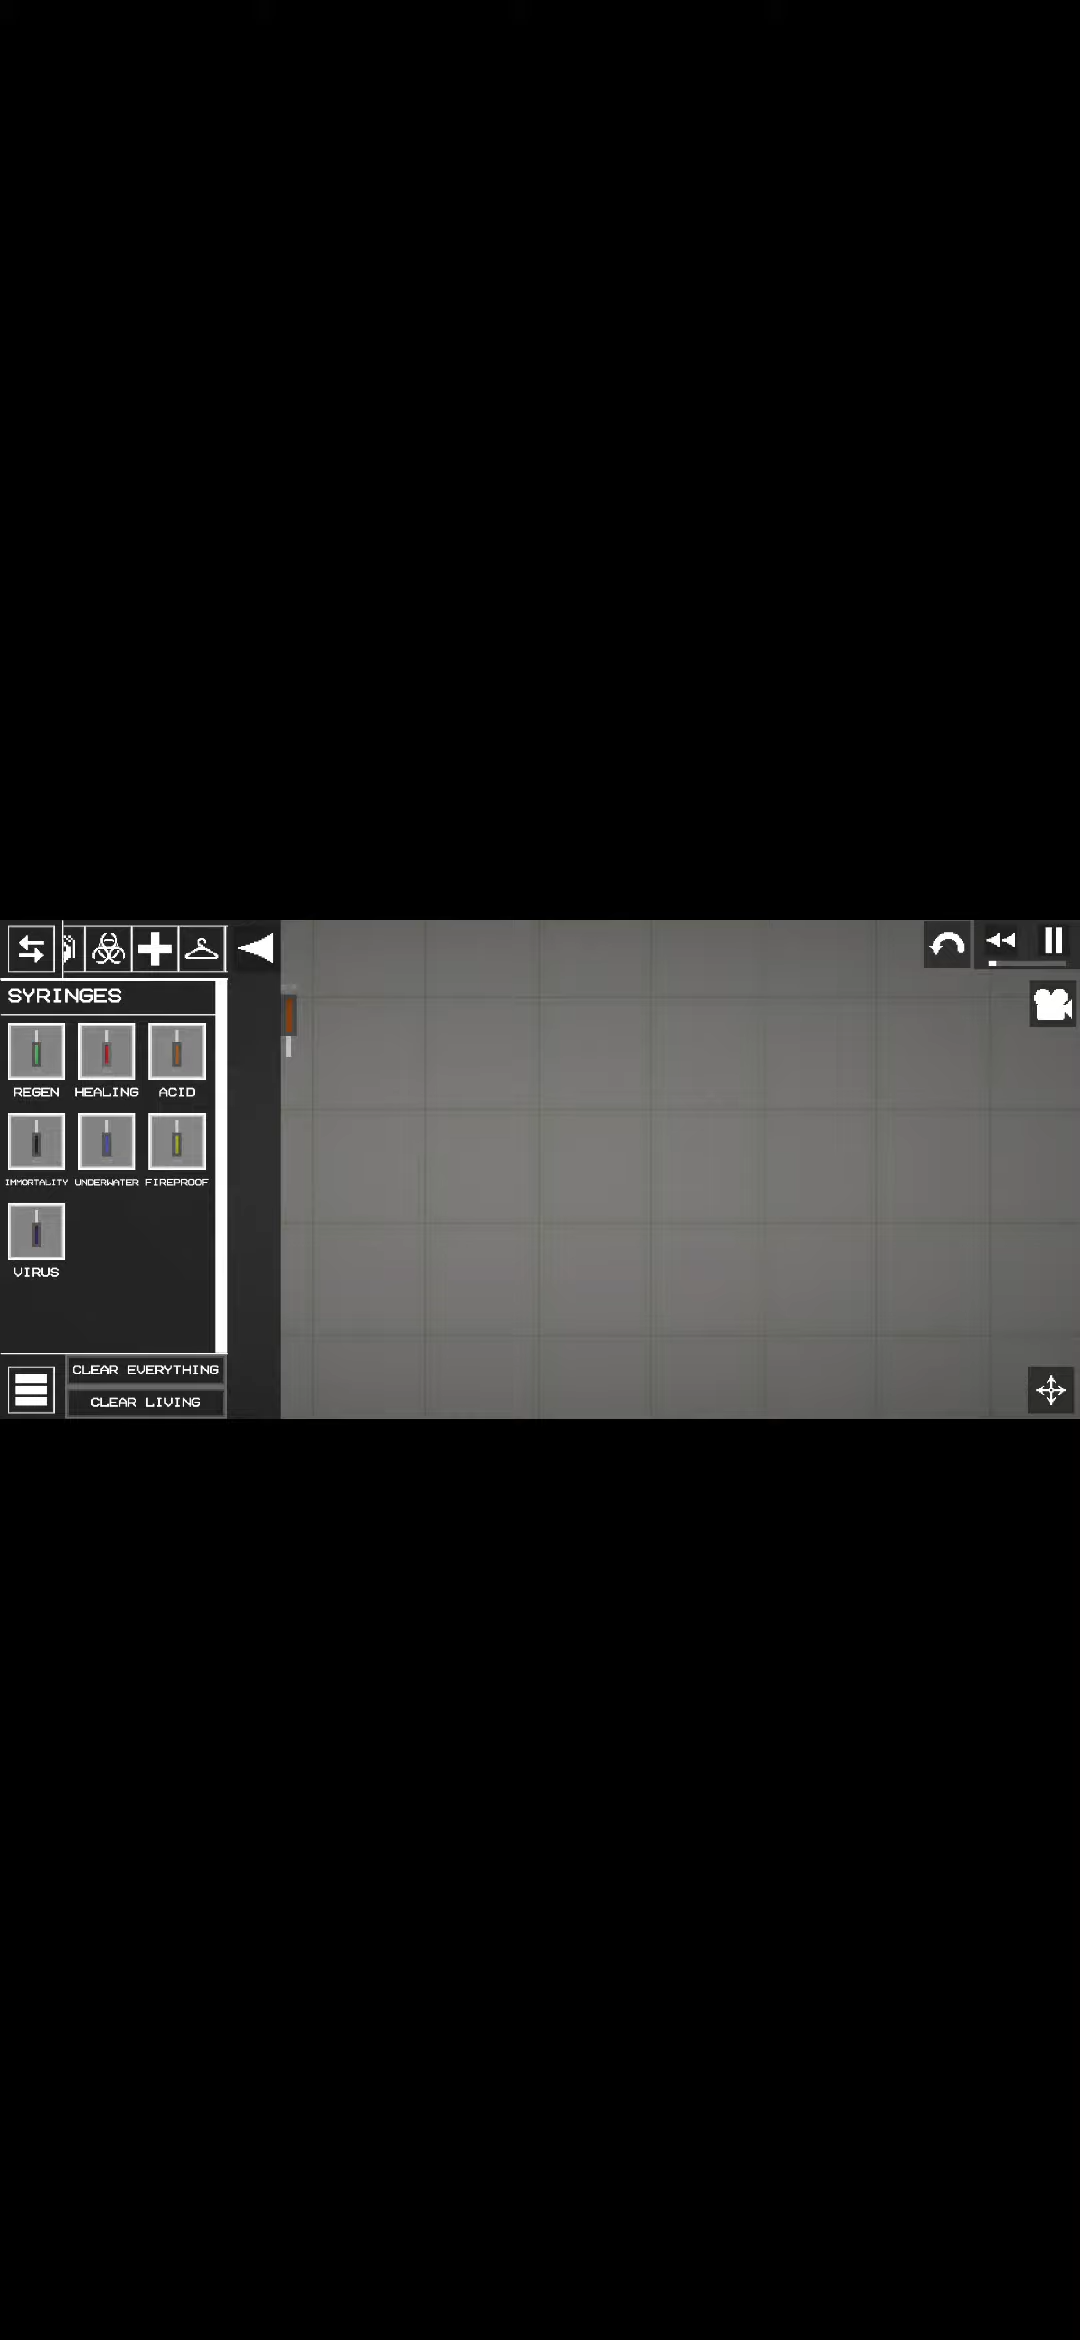 SYRINGES
REGEN HEALING ACID
IMMORTALITY UNDERWATER FIREPROOF
VIRUS
CLEAR EVERYTHING
CLEAR LIVING